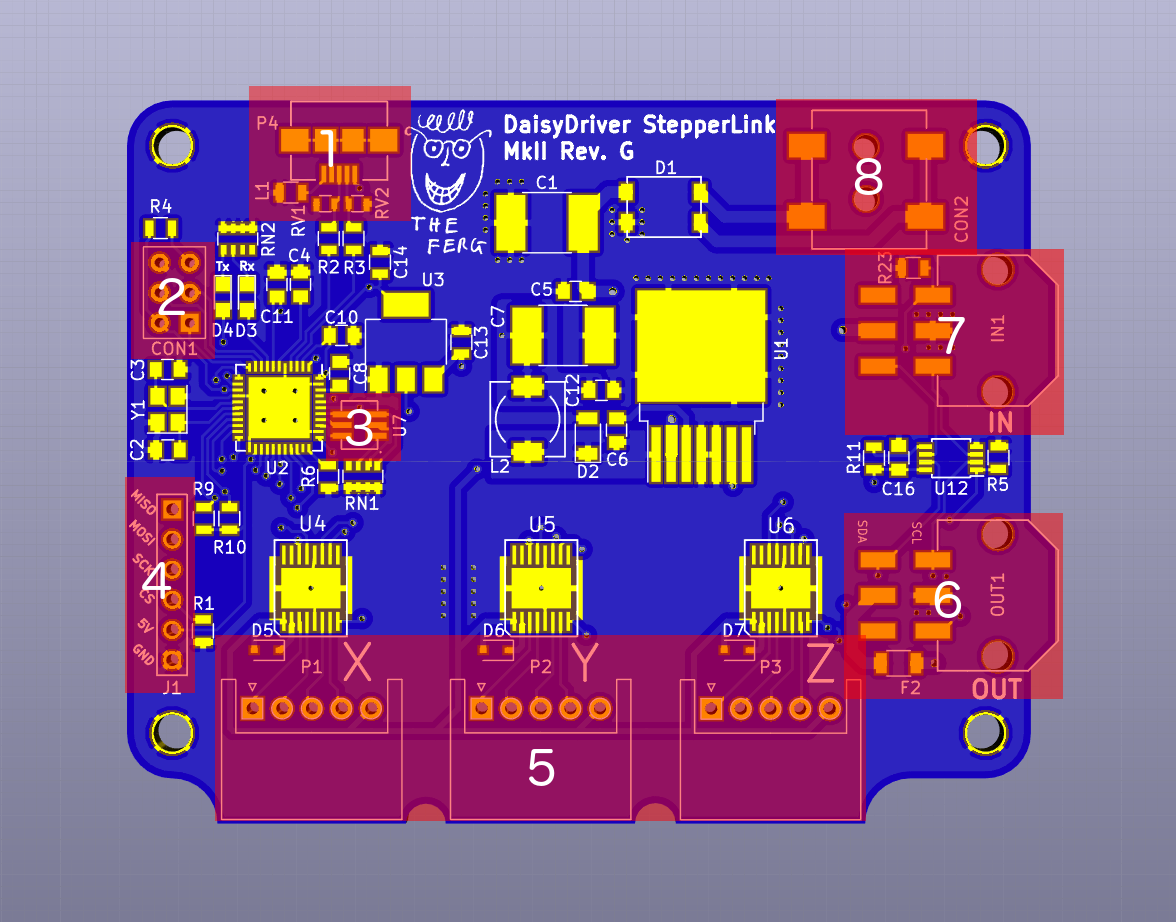 P4
1
L1
RV1
RV2
DaisyDriver StepperLink
MkII Rev. G
THE
FERG
C1
D1
8
CON2
R4
RN2
R2
R3
C14
Tx
Rx
C4
2
D4
D3
C11
CON1
U3
C10
C13
C5
C7
U1
R23
7
IN1
IN
C3
C8
Y1
C2
U2
3
U7
R6
RN1
C12
L2
D2
C6
R11
C16
U12
R5
MISO
MOSI
SCK
CS
5V
GND
4
J1
R9
R10
R1
U4
U5
U6
SDA
SCL
6
OUT1
F2
OUT
D5
P1
X
D6
P2
Y
D7
P3
Z
5